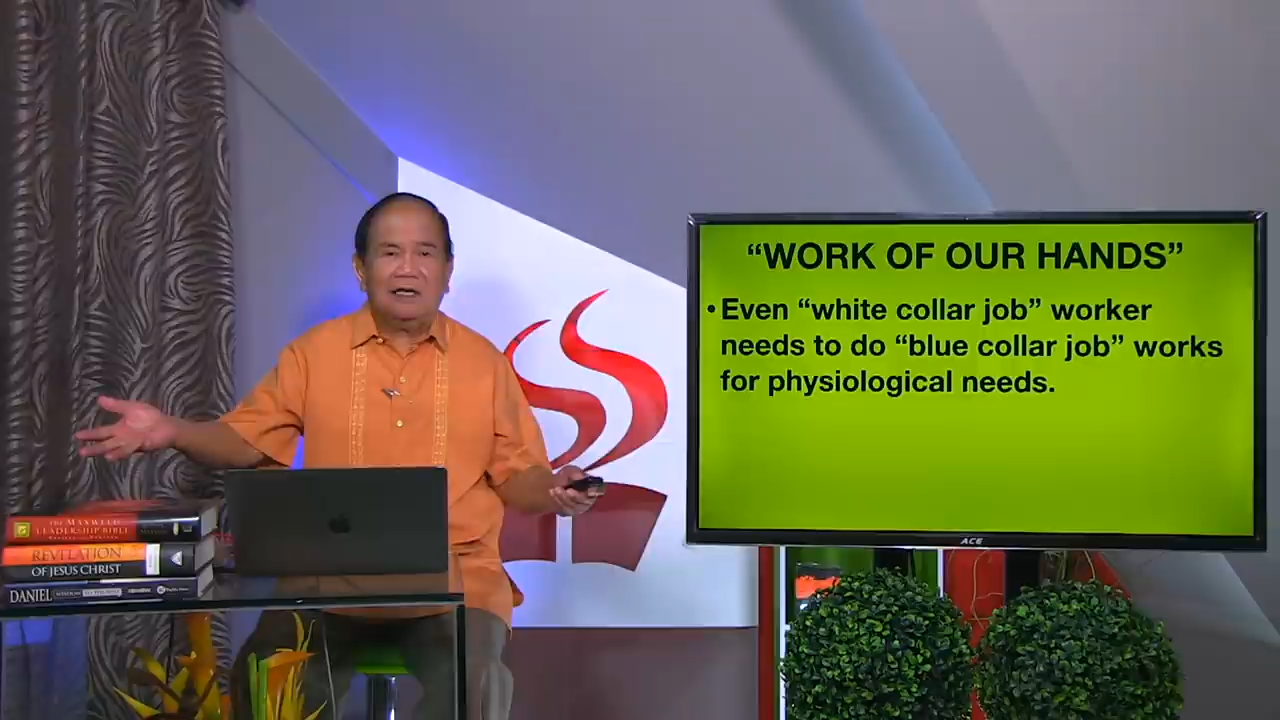 “WORK OF OUR HANDS”
•Even “white collar job” worker
needs to do “blue collar job” works
for physiological needs.
ACE
THE MAXWELL
LEADERSHIP BIBLE
REVELATION
OF JESUS CHRIST
DANIEL